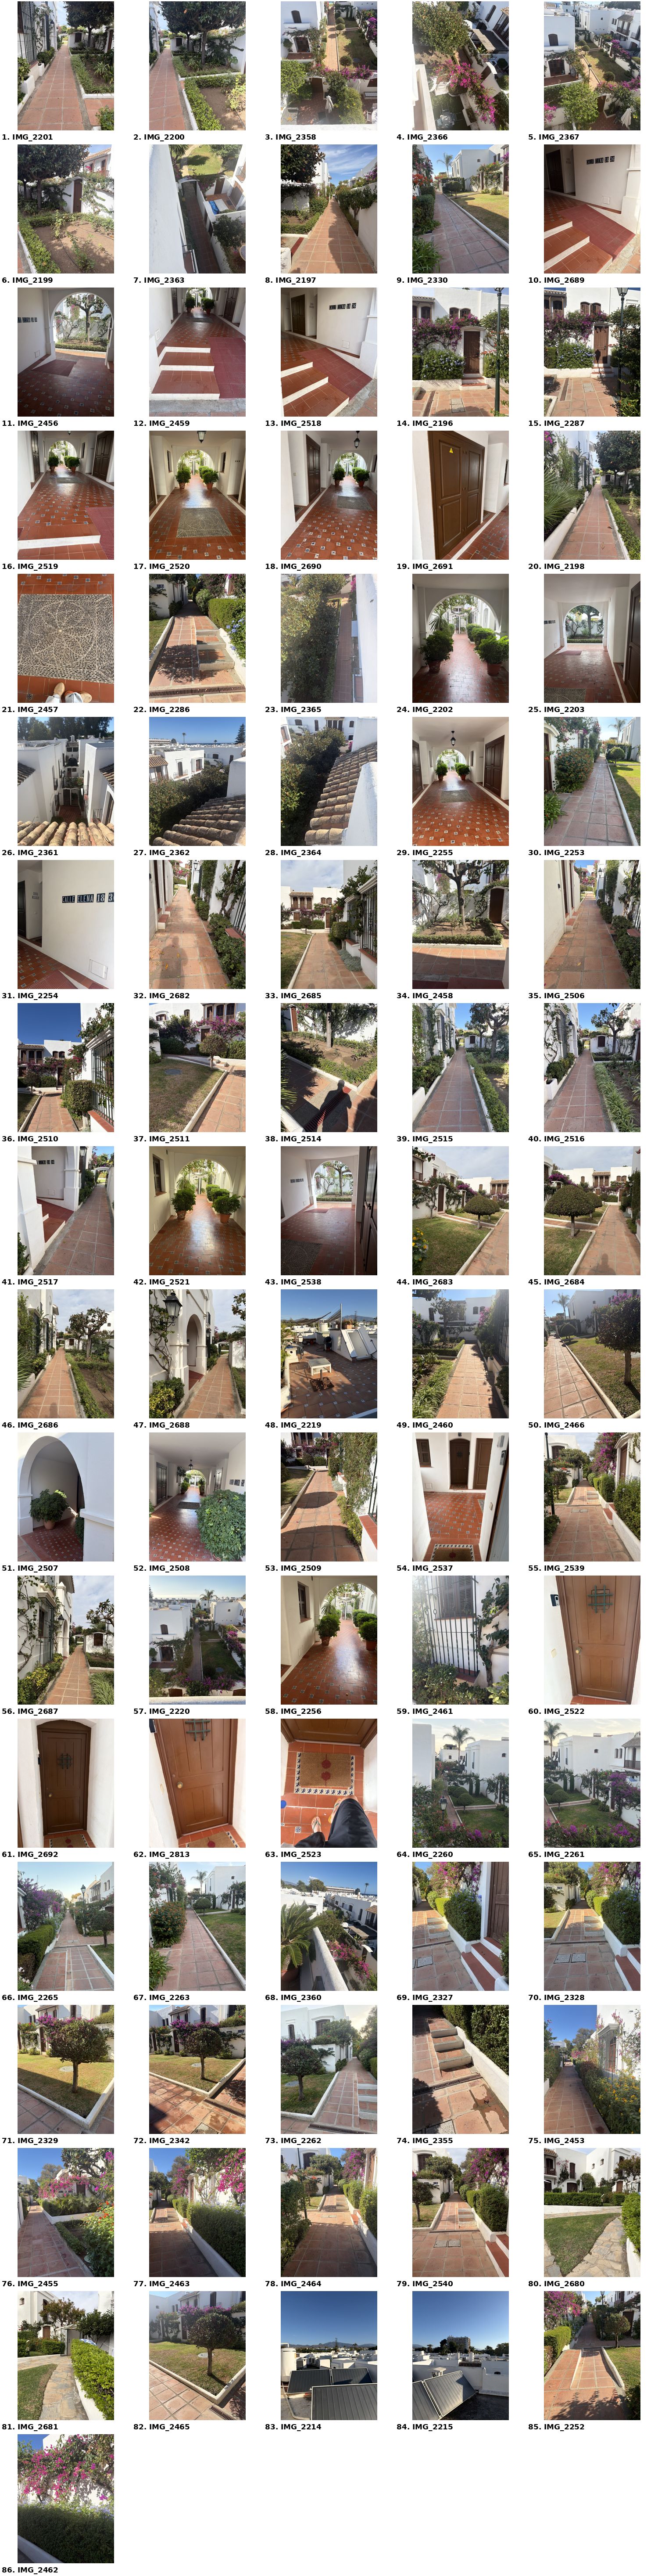 1. IMG_2201
2. IMG_2200
3. IMG_2358
4. IMG_2366
5. IMG_2367
6. IMG_2199
7. IMG_2363
8. IMG_2197
9. IMG_2330
10. IMG_2689
11. IMG_2456
12. IMG_2459
13. IMG_2518
14. IMG_2196
15. IMG_2287
16. IMG_2519
17. IMG_2520
18. IMG_2690
19. IMG_2691
20. IMG_2198
21. IMG_2457
22. IMG_2286
23. IMG_2365
24. IMG_2202
25. IMG_2203
26. IMG_2361
27. IMG_2362
28. IMG_2364
29. IMG_2255
30. IMG_2253
CALLE ELENA
31. IMG_2254
32. IMG_2682
33. IMG_2685
34. IMG_2458
35. IMG_2506
36. IMG_2510
37. IMG_2511
38. IMG_2514
39. IMG_2515
40. IMG_2516
41. IMG_2517
42. IMG_2521
43. IMG_2538
44. IMG_2683
45. IMG_2684
46. IMG_2686
47. IMG_2688
48. IMG_2219
49. IMG_2460
50. IMG_2466
51. IMG_2507
52. IMG_2508
53. IMG_2509
54. IMG_2537
55. IMG_2539
56. IMG_2687
57. IMG_2220
58. IMG_2256
59. IMG_2461
60. IMG_2522
61. IMG_2692
62. IMG_2813
63. IMG_2523
64. IMG_2260
65. IMG_2261
66. IMG_2265
67. IMG_2263
68. IMG_2360
69. IMG_2327
70. IMG_2328
71. IMG_2329
72. IMG_2342
73. IMG_2262
74. IMG_2355
75. IMG_2453
76. IMG_2455
77. IMG_2463
78. IMG_2464
79. IMG_2540
80. IMG_2680
81. IMG_2681
82. IMG_2465
83. IMG_2214
84. IMG_2215
85. IMG_2252
86. IMG_2462